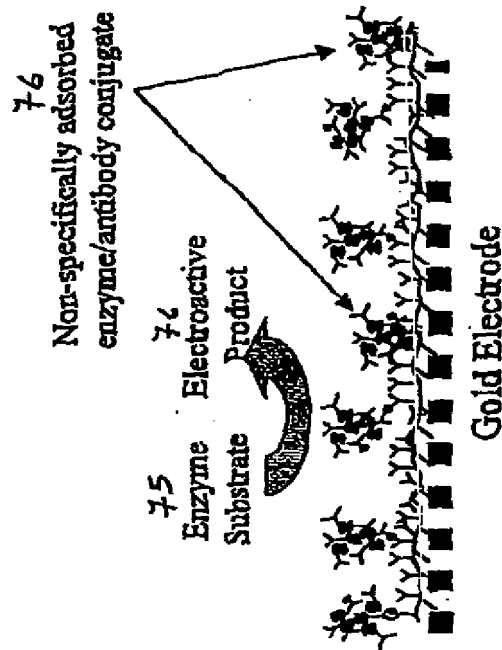 76
Non-specifically adsorbed
enzyme/antibody conjugate
75
Enzyme
Substrate
76
Electroactive
Product
Gold Electrode